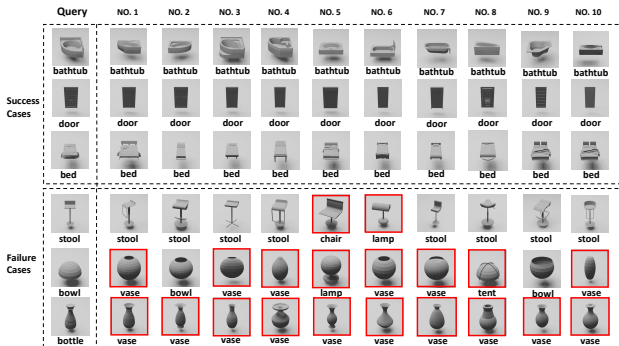 Query NO. 1 NO. 2 NO. 3 NO. 4 NO. 5 NO. 6 NO. 7 NO. 8 NO. 9 NO. 10
bathtub bathtub bathtub bathtub bathtub bathtub bathtub bathtub bathtub bathtub bathtub
Success
Cases
door door door door door door door door door door door
bed bed bed bed bed bed bed bed bed bed bed
stool stool stool stool stool chair lamp stool stool stool stool
Failure
Cases
bowl vase bowl vase vase lamp vase vase tent bowl vase
bottle vase vase vase vase vase vase vase vase vase vase